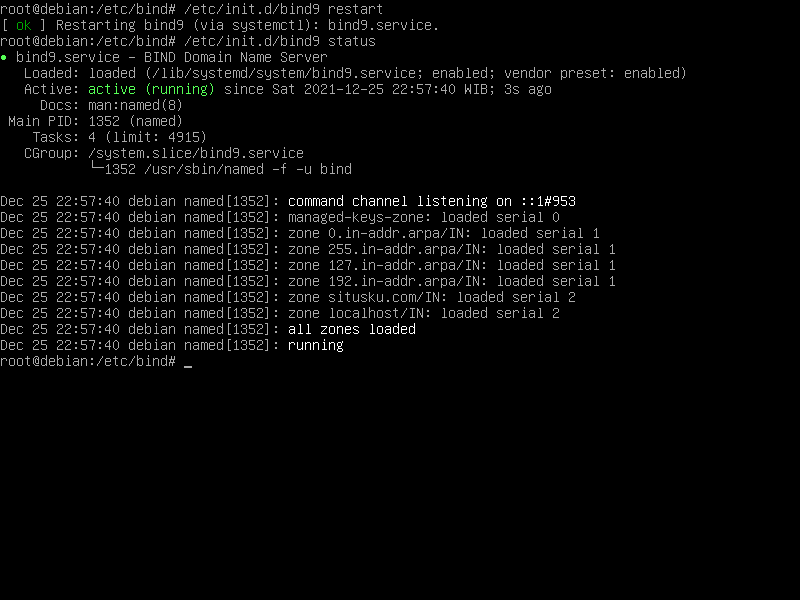 root@debian:/etc/bind# /etc/init.d/bind9 restart
[ ok ] Restarting bind9 (via systemctl): bind9.service.
root@debian:/etc/bind# /etc/init.d/bind9 status
● bind9.service - BIND Domain Name Server
   Loaded: loaded (/lib/systemd/system/bind9.service; enabled; vendor preset: enabled)
   Active: active (running) since Sat 2021-12-25 22:57:40 WIB; 3s ago
     Docs: man:named(8)
 Main PID: 1352 (named)
    Tasks: 4 (limit: 4915)
   CGroup: /system.slice/bind9.service
           └─1352 /usr/sbin/named -f -u bind

Dec 25 22:57:40 debian named[1352]: command channel listening on ::1#953
Dec 25 22:57:40 debian named[1352]: managed-keys-zone: loaded serial 0
Dec 25 22:57:40 debian named[1352]: zone 0.in-addr.arpa/IN: loaded serial 1
Dec 25 22:57:40 debian named[1352]: zone 255.in-addr.arpa/IN: loaded serial 1
Dec 25 22:57:40 debian named[1352]: zone 127.in-addr.arpa/IN: loaded serial 1
Dec 25 22:57:40 debian named[1352]: zone 192.in-addr.arpa/IN: loaded serial 1
Dec 25 22:57:40 debian named[1352]: zone situsku.com/IN: loaded serial 2
Dec 25 22:57:40 debian named[1352]: zone localhost/IN: loaded serial 2
Dec 25 22:57:40 debian named[1352]: all zones loaded
Dec 25 22:57:40 debian named[1352]: running
root@debian:/etc/bind# _